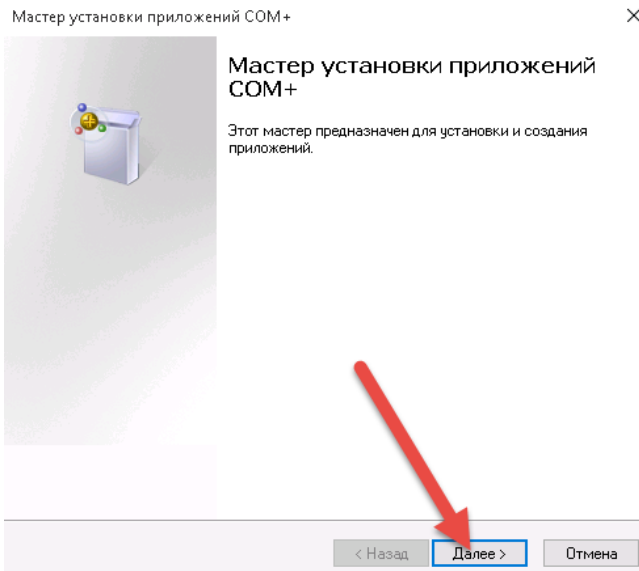 Мастер установки приложений COM+
Мастер установки приложений
COM+
Этот мастер предназначен для установки и создания
приложений.
< Назад
Далее >
Отмена